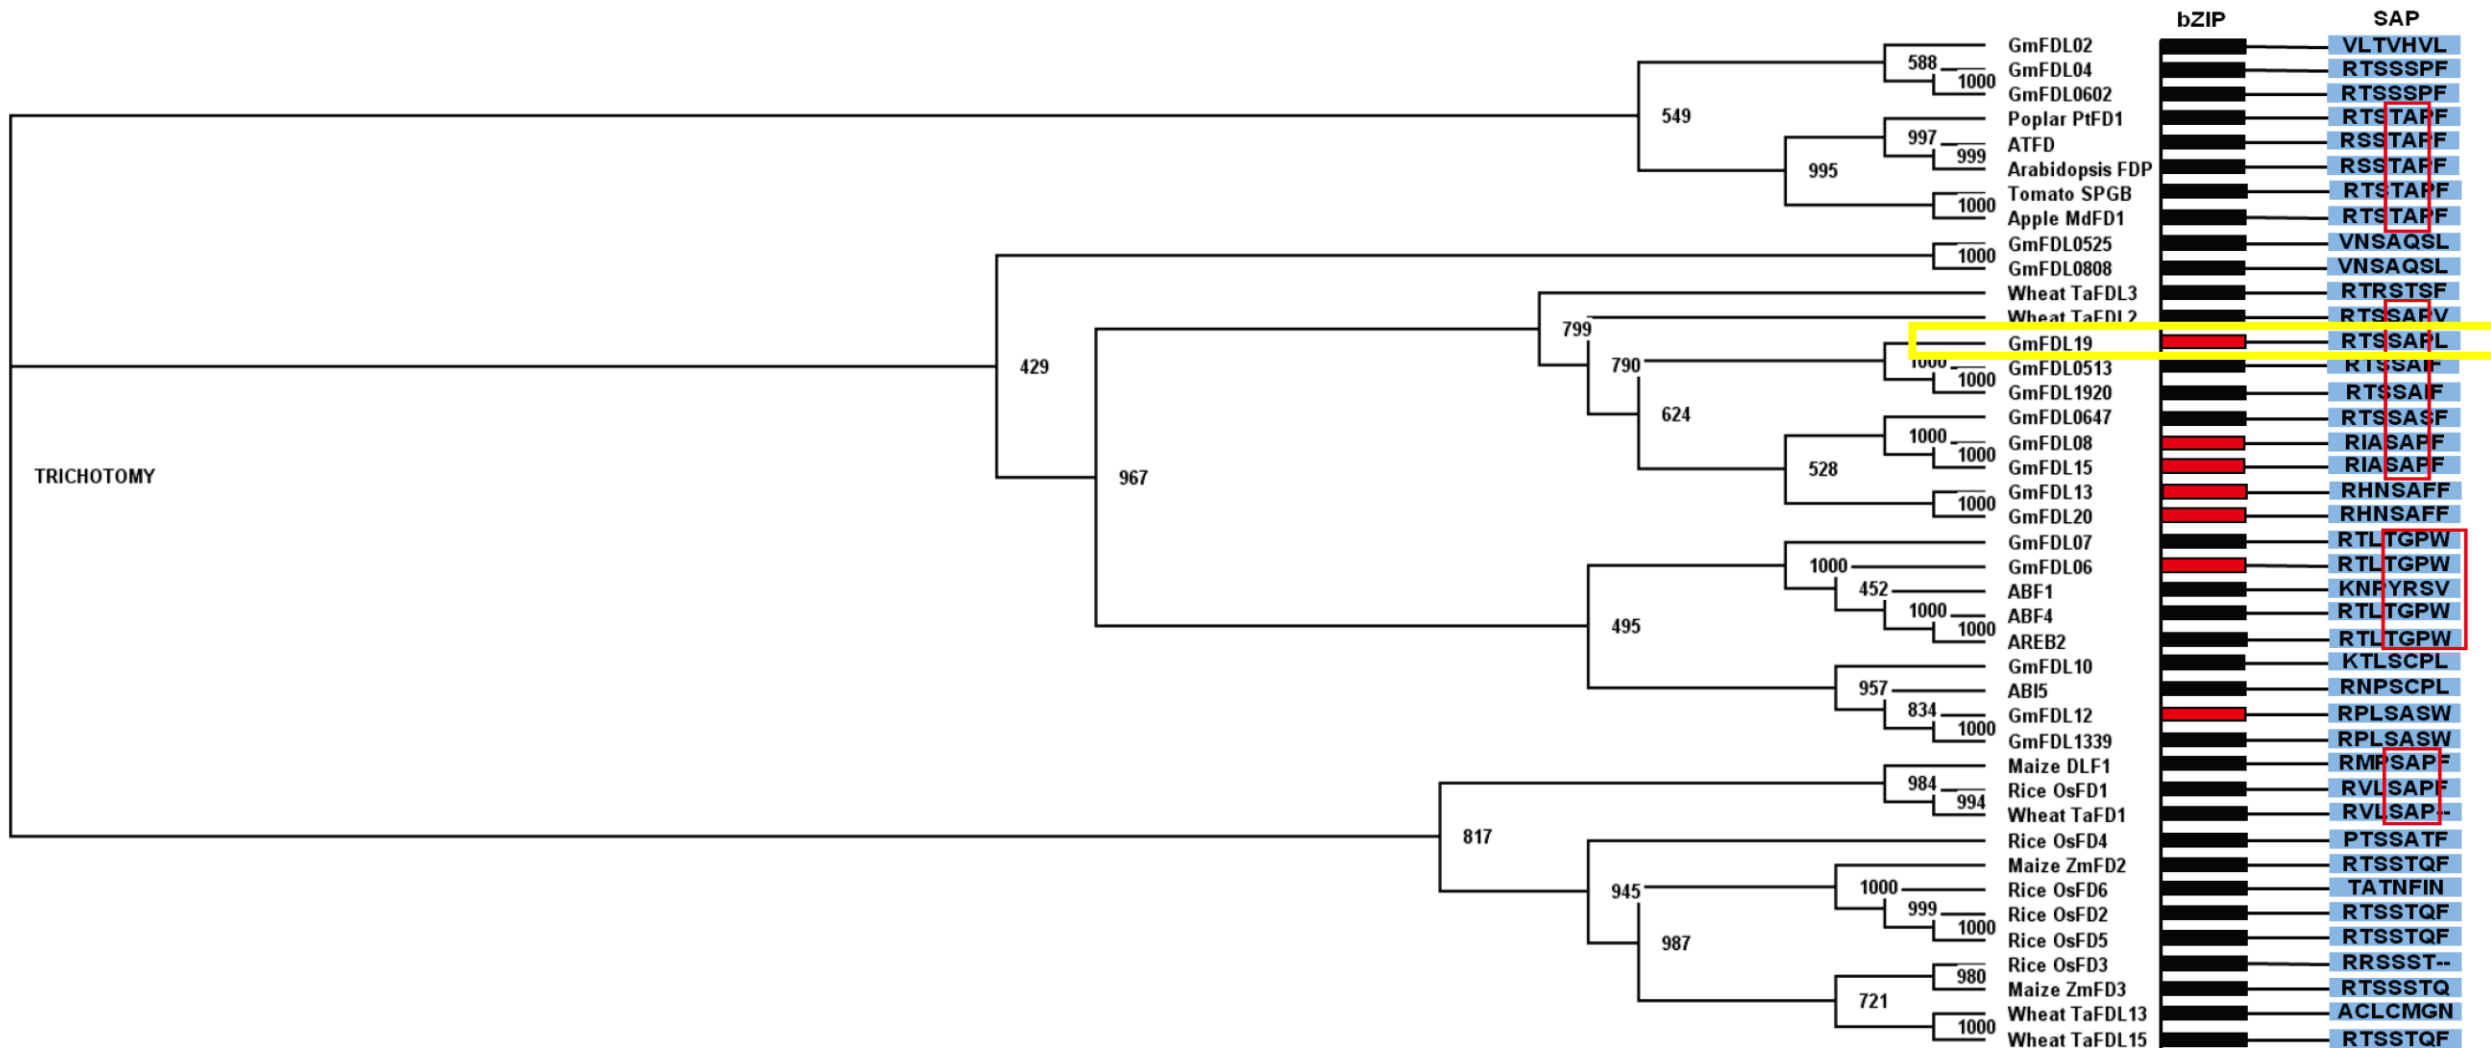 bZIP SAP
GmFDL02 VLTVHVL
588
GmFDL04 RTSSSPF
1000
GmFDL0602 RTSSSPF
549
Poplar PtFD1 RTSTAPF
997
ATFD RSSTAPF
999
Arabidopsis FDP RSSTAPF
995
Tomato SPGB RTSTAPF
1000
Apple MdFD1 RTSTAPF
GmFDL0525 VNSAQSL
1000
GmFDL0808 VNSAQSL
Wheat TaFDL3 RTRSTSF
799
Wheat TaFDL2 RTSSAPV
GmFDL19 RTSSAPL
429
790
1000
GmFDL0513 RTSSAIF
1000
GmFDL1920 RTSSAIF
624
GmFDL0647 RTSSASF
1000
GmFDL08 RIASAPF
1000
GmFDL15 RIASAPF
528
TRICHOTOMY
967
GmFDL13 RHNSAFF
1000
GmFDL20 RHNSAFF
GmFDL07 RTLTGPW
1000
GmFDL06 RTLTGPW
452
ABF1 KNPYRSV
1000
ABF4 RTLTGPW
495
1000
AREB2 RTLTGPW
GmFDL10 KTLSCPL
957
ABI5 RNPSCPL
834
GmFDL12 RPLSASW
1000
GmFDL1339 RPLSASW
Maize DLF1 RMPSAPF
984
Rice OsFD1 RVLSAPF
994
Wheat TaFD1 RVLSAP--
817
Rice OsFD4 PTSSATF
Maize ZmFD2 RTSSTQF
945
1000
Rice OsFD6 TATNFIN
999
Rice OsFD2 RTSSTQF
1000
Rice OsFD5 RTSSTQF
987
Rice OsFD3 RRSSST--
980
Maize ZmFD3 RTSSSTQ
721
Wheat TaFDL13 ACLCMGN
1000
Wheat TaFDL15 RTSSTQF